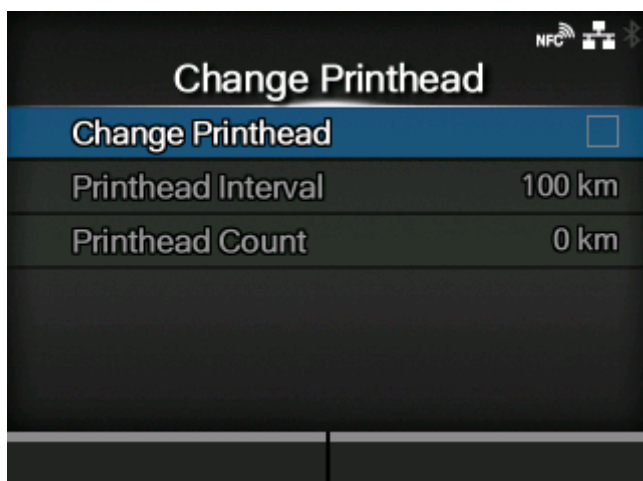 NFC
Change Printhead
Change Printhead
Printhead Interval 100 km
Printhead Count 0 km